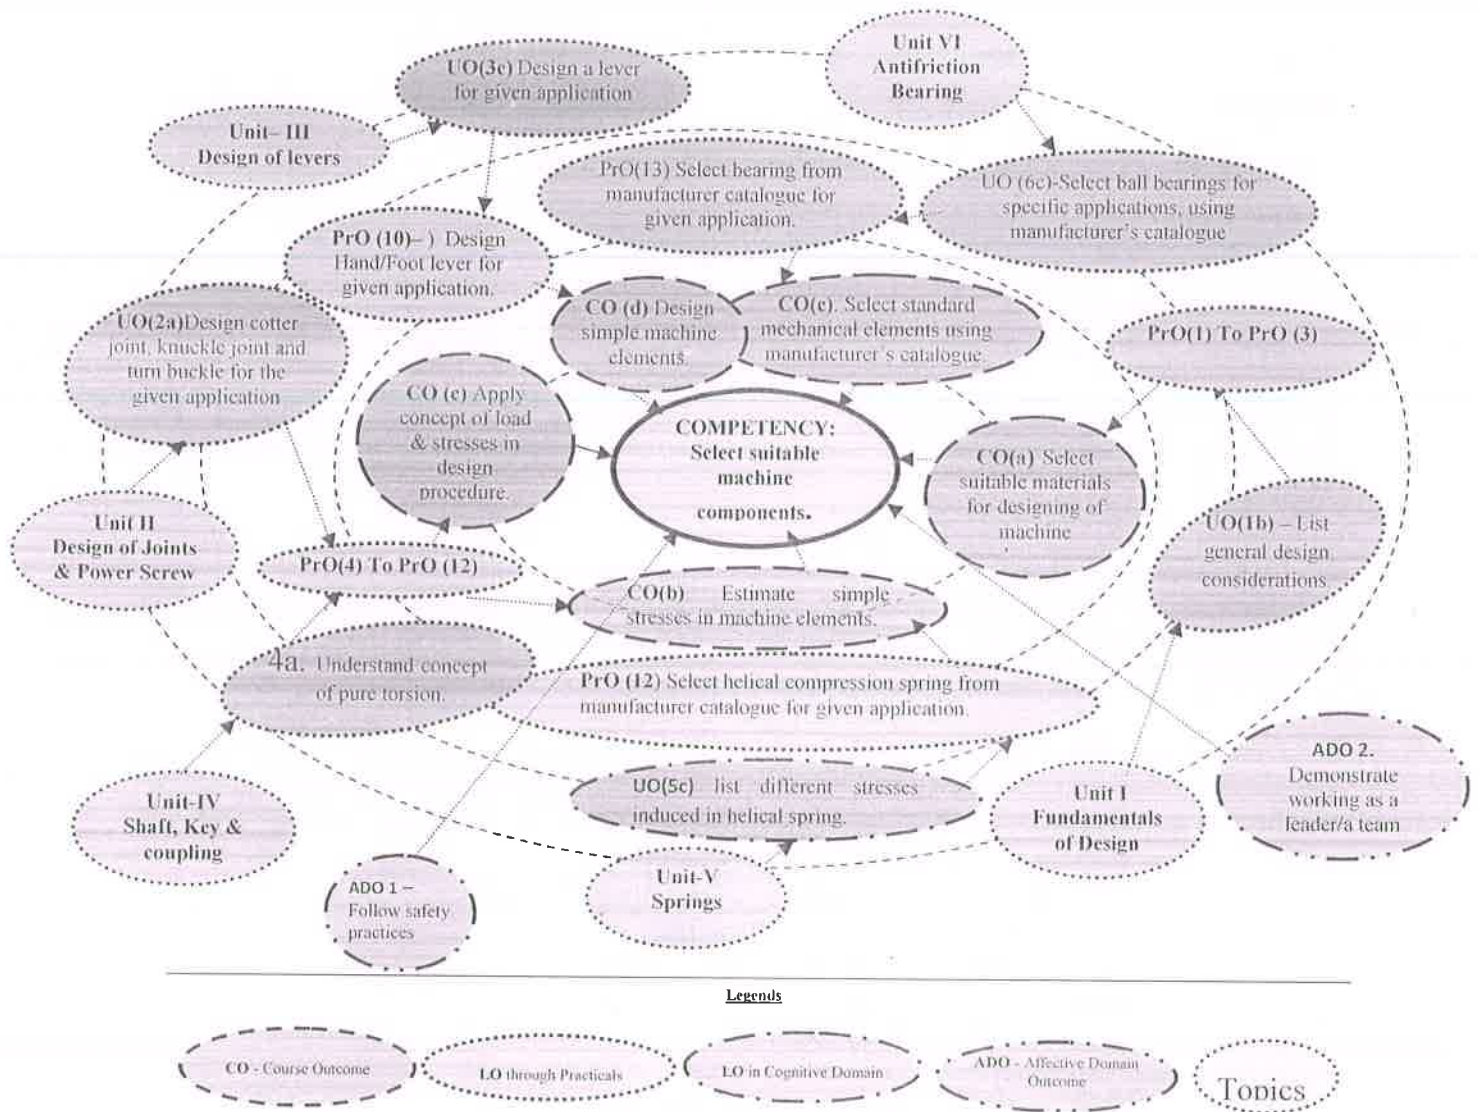 Unit VI
Antifriction
Bearing
UO(3c) Design a lever
for given application
Unit– III
Design of levers
PrO(13) Select bearing from
manufacturer catalogue for
given application.
UO (6c)-Select ball bearings for
specific applications, using
manufacturer's catalogue
PrO (10)– ) Design
Hand/Foot lever for
given application.
UO(2a)Design cotter
joint, knuckle joint and
turn buckle for the
given application
CO (d) Design
simple machine
elements.
CO(e). Select standard
mechanical elements using
manufacturer's catalogue.
PrO(1) To PrO (3)
CO (c) Apply
concept of load
& stresses in
design
procedure.
COMPETENCY:
Select suitable
machine
components.
CO(a) Select
suitable materials
for designing of
machine
Unit II
Design of Joints
& Power Screw
UO(1b) – List
general design
considerations.
PrO(4) To PrO (12)
CO(b) Estimate simple
stresses in machine elements.
4a. Understand concept
of pure torsion.
PrO (12) Select helical compression spring from
manufacturer catalogue for given application.
ADO 2.
Demonstrate
working as a
leader/a team
UO(5c) list different stresses
induced in helical spring.
Unit I
Fundamentals
of Design
Unit-IV
Shaft, Key &
coupling
Unit-V
Springs
ADO 1 –
Follow safety
practices
Legends
CO - Course Outcome
LO through Practicals
LO in Cognitive Domain
ADO - Affective Domain
Outcome
Topics